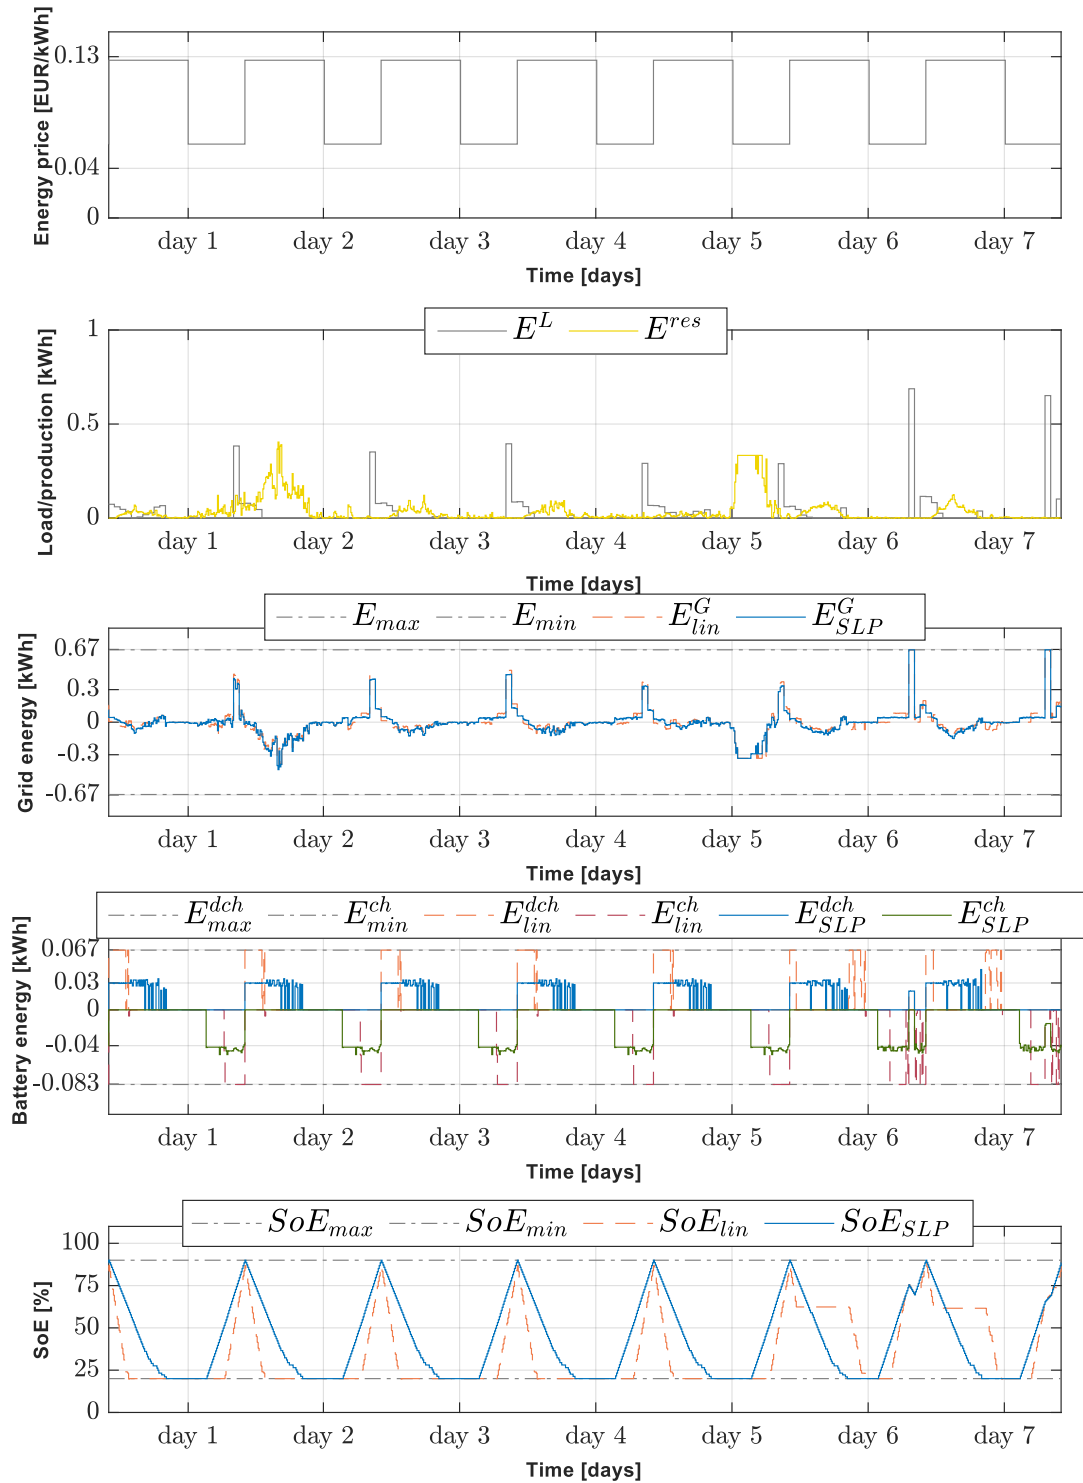 Energy price [EUR/kWh]
0.13
0.04
0
day 1 day 2 day 3 day 4 day 5 day 6 day 7
Time [days]
Load/production [kWh]
E^L E^res
1
0.5
0
day 1 day 2 day 3 day 4 day 5 day 6 day 7
Time [days]
Grid energy [kWh]
E_max E_min E^G_lin E^G_SLP
0.67
0.3
0
-0.3
-0.67
day 1 day 2 day 3 day 4 day 5 day 6 day 7
Time [days]
Battery energy [kWh]
E^dch_max E^ch_min E^dch_lin E^ch_lin E^dch_SLP E^ch_SLP
0.067
0.03
0
-0.04
-0.083
day 1 day 2 day 3 day 4 day 5 day 6 day 7
Time [days]
SoE [%]
SoE_max SoE_min SoE_lin SoE_SLP
100
75
25
0
day 1 day 2 day 3 day 4 day 5 day 6 day 7
Time [days]